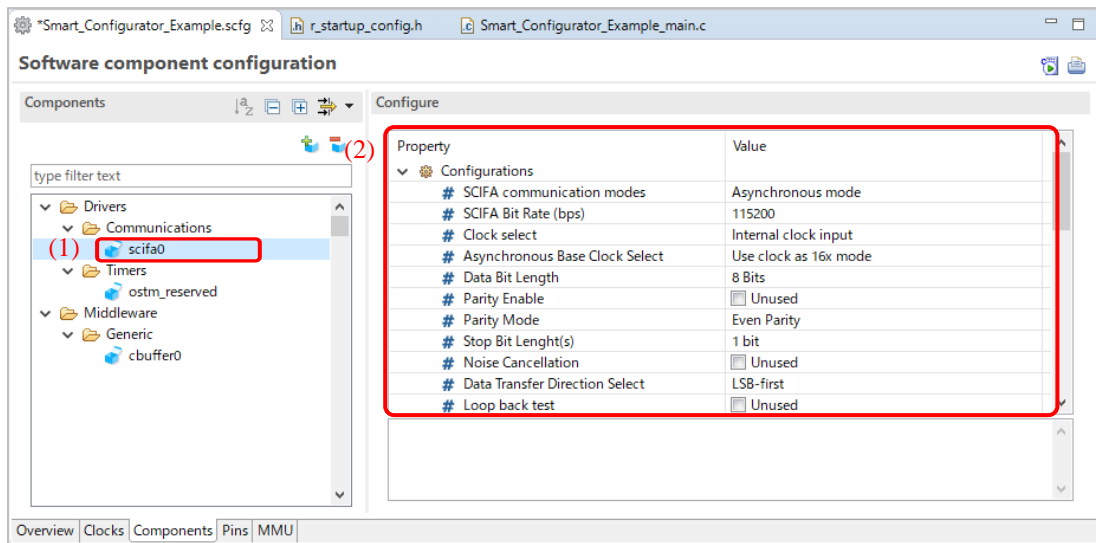 *Smart_Configurator_Example.scfg r_startup_config.h Smart_Configurator_Example_main.c
Software component configuration
Components
Configure
(2)
type filter text
Drivers
Communications
(1) scifa0
Timers
ostm_reserved
Middleware
Generic
cbuffer0
Property Value
Configurations
# SCIFA communication modes Asynchronous mode
# SCIFA Bit Rate (bps) 115200
# Clock select Internal clock input
# Asynchronous Base Clock Select Use clock as 16x mode
# Data Bit Length 8 Bits
# Parity Enable Unused
# Parity Mode Even Parity
# Stop Bit Lenght(s) 1 bit
# Noise Cancellation Unused
# Data Transfer Direction Select LSB-first
# Loop back test Unused
Overview Clocks Components Pins MMU